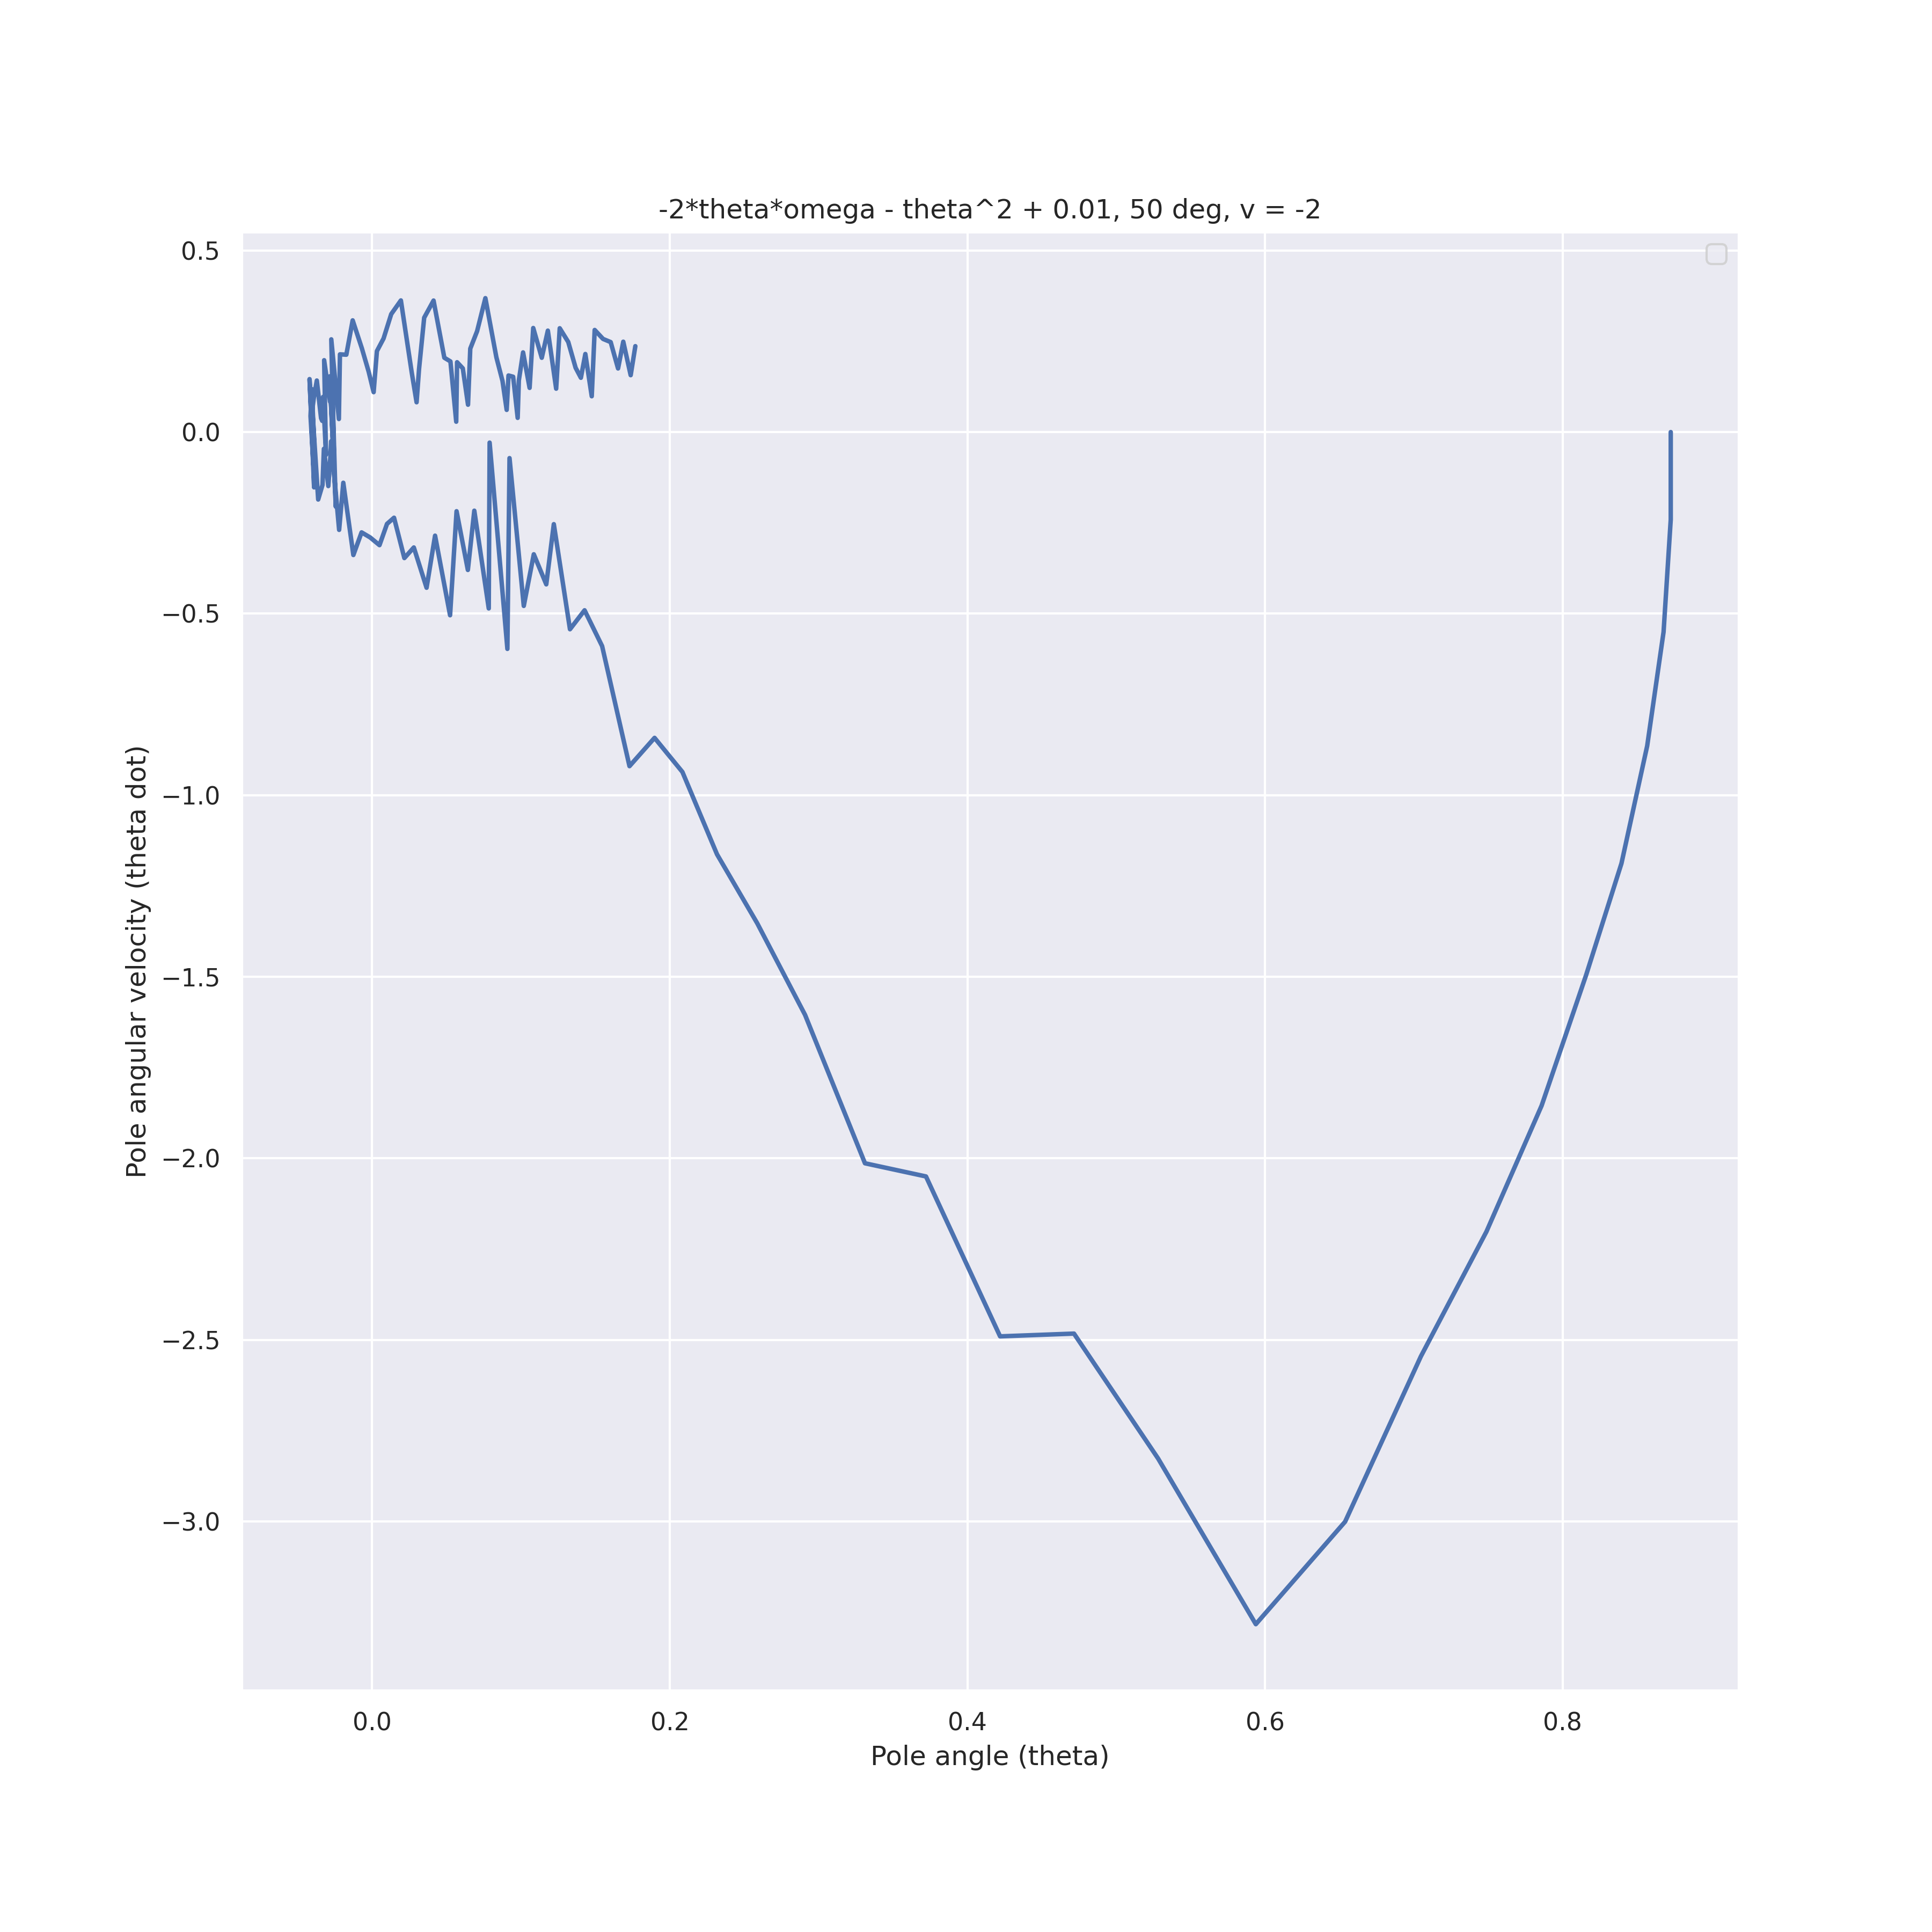 -2*theta*omega - theta^2 + 0.01, 50 deg, v = -2
0.5
0.0
−0.5
−1.0
−1.5
−2.0
−2.5
−3.0
Pole angular velocity (theta dot)
0.0 0.2 0.4 0.6 0.8
Pole angle (theta)